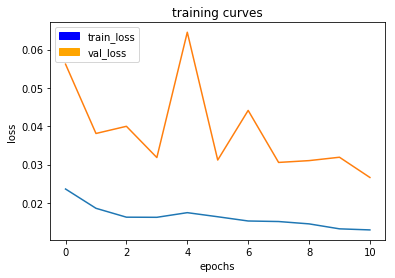 training curves
train_loss
val_loss
0.06
0.05
0.04
0.03
0.02
loss
0 2 4 6 8 10
epochs